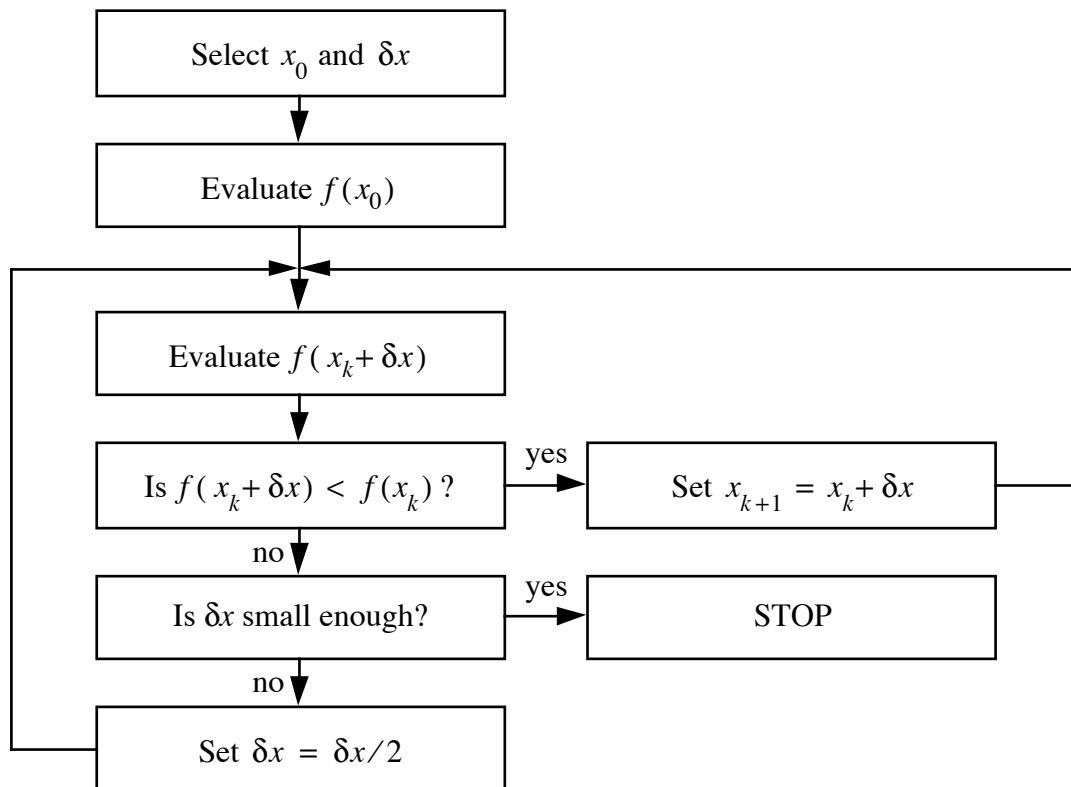 Select x₀ and δx
Evaluate f(x₀)
Evaluate f(xₖ+ δx)
Is f(xₖ+ δx) < f(xₖ) ?
yes
Set xₖ₊₁ = xₖ+ δx
no
Is δx small enough?
yes
STOP
no
Set δx = δx/2